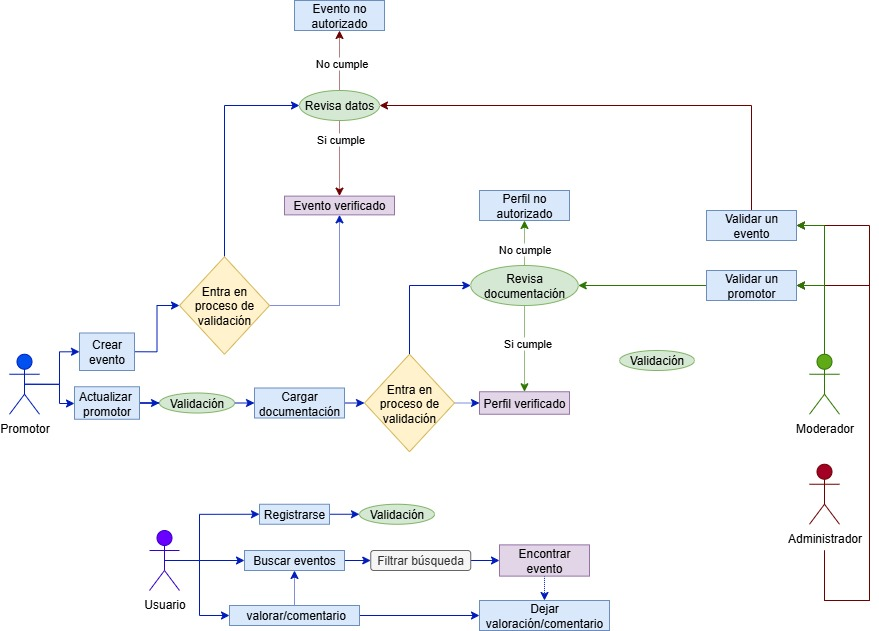 Evento no
autorizado
No cumple
Revisa datos
Si cumple
Evento verificado
Perfil no
autorizado
Validar un
evento
No cumple
Entra en
proceso de
validación
Revisa
documentación
Validar un
promotor
Crear
evento
Si cumple
Validación
Promotor
Actualizar
promotor
Validación
Cargar
documentación
Entra en
proceso de
validación
Perfil verificado
Moderador
Registrarse
Validación
Administrador
Buscar eventos
Filtrar búsqueda
Encontrar
evento
Usuario
valorar/comentario
Dejar
valoración/comentario